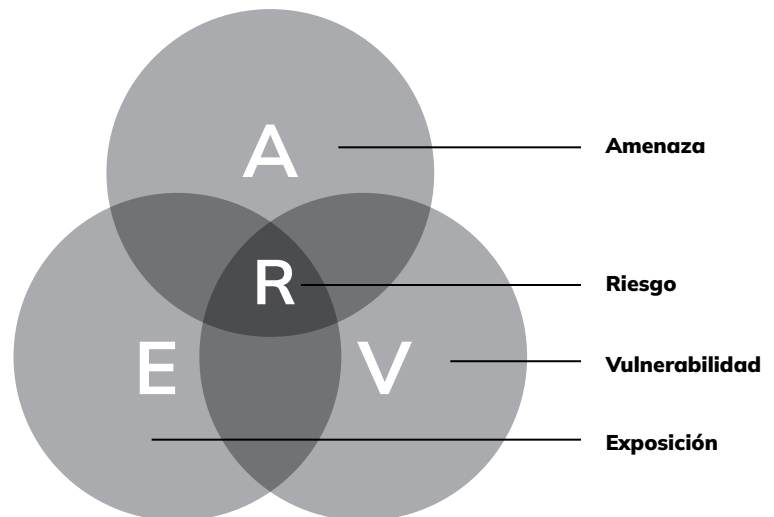 A
Amenaza
R
Riesgo
E
V
Vulnerabilidad
Exposición